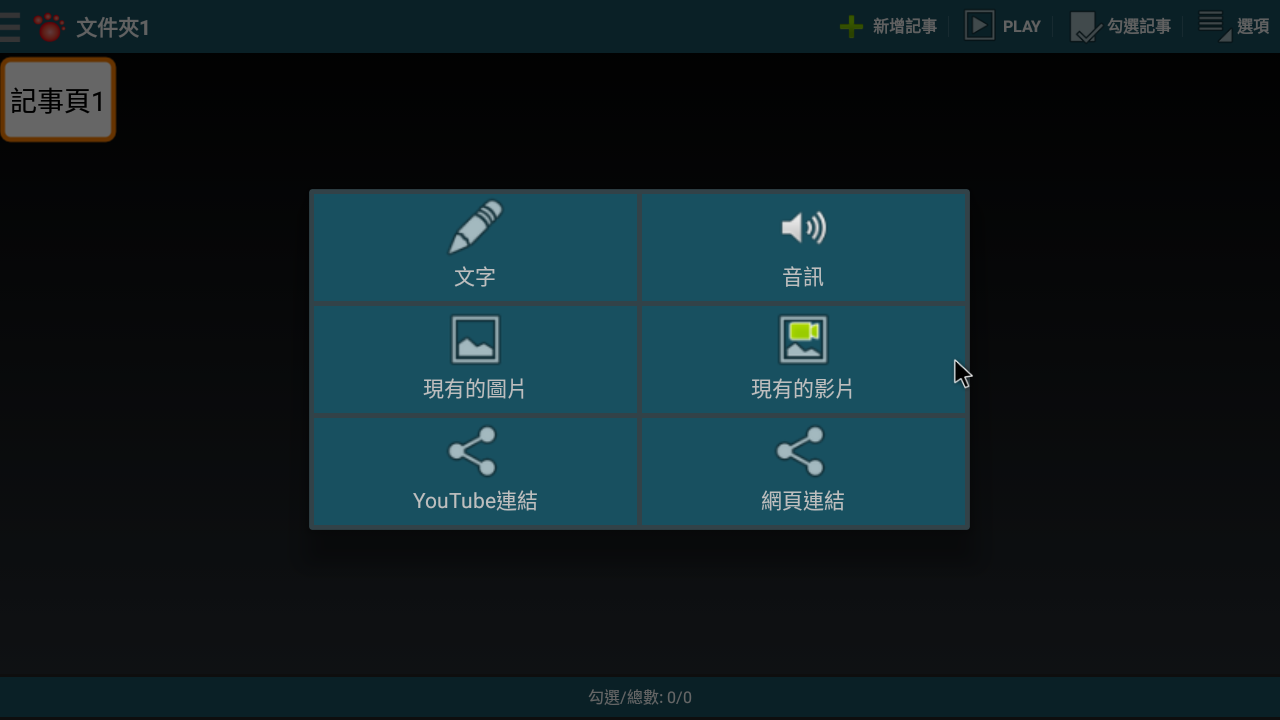 文件夾1
新增記事
PLAY
勾選記事
選項
記事頁1
文字
音訊
現有的圖片
現有的影片
YouTube連結
網頁連結
勾選/總數: 0/0